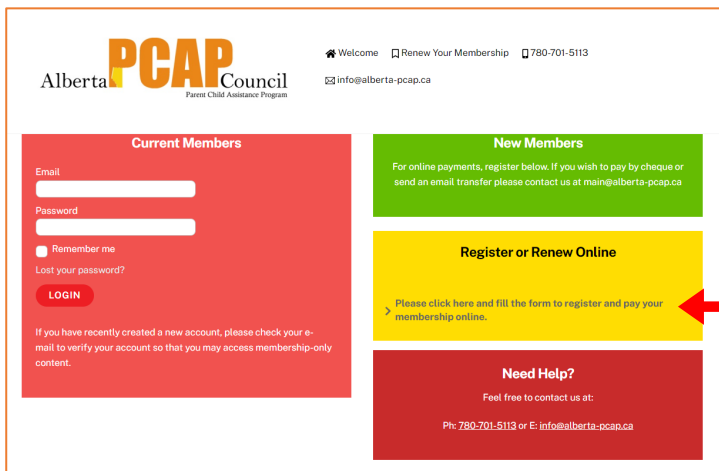 Alberta PCAP Council
Parent Child Assistance Program
Welcome Renew Your Membership 780-701-5113
info@alberta-pcap.ca
Current Members
Email
Password
Remember me
Lost your password?
LOGIN
If you have recently created a new account, please check your e-
mail to verify your account so that you may access membership-only
content.
New Members
For online payments, register below. If you wish to pay by cheque or
send an email transfer please contact us at main@alberta-pcap.ca
Register or Renew Online
Please click here and fill the form to register and pay your
membership online.
Need Help?
Feel free to contact us at:
Ph: 780-701-5113 or E: info@alberta-pcap.ca